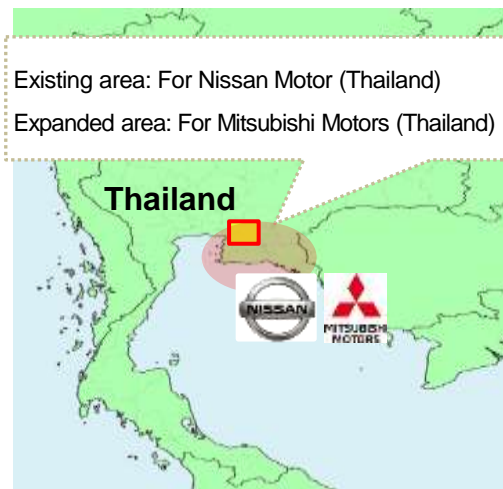 Existing area: For Nissan Motor (Thailand)
Expanded area: For Mitsubishi Motors (Thailand)
Thailand
NISSAN
MITSUBISHI
MOTORS